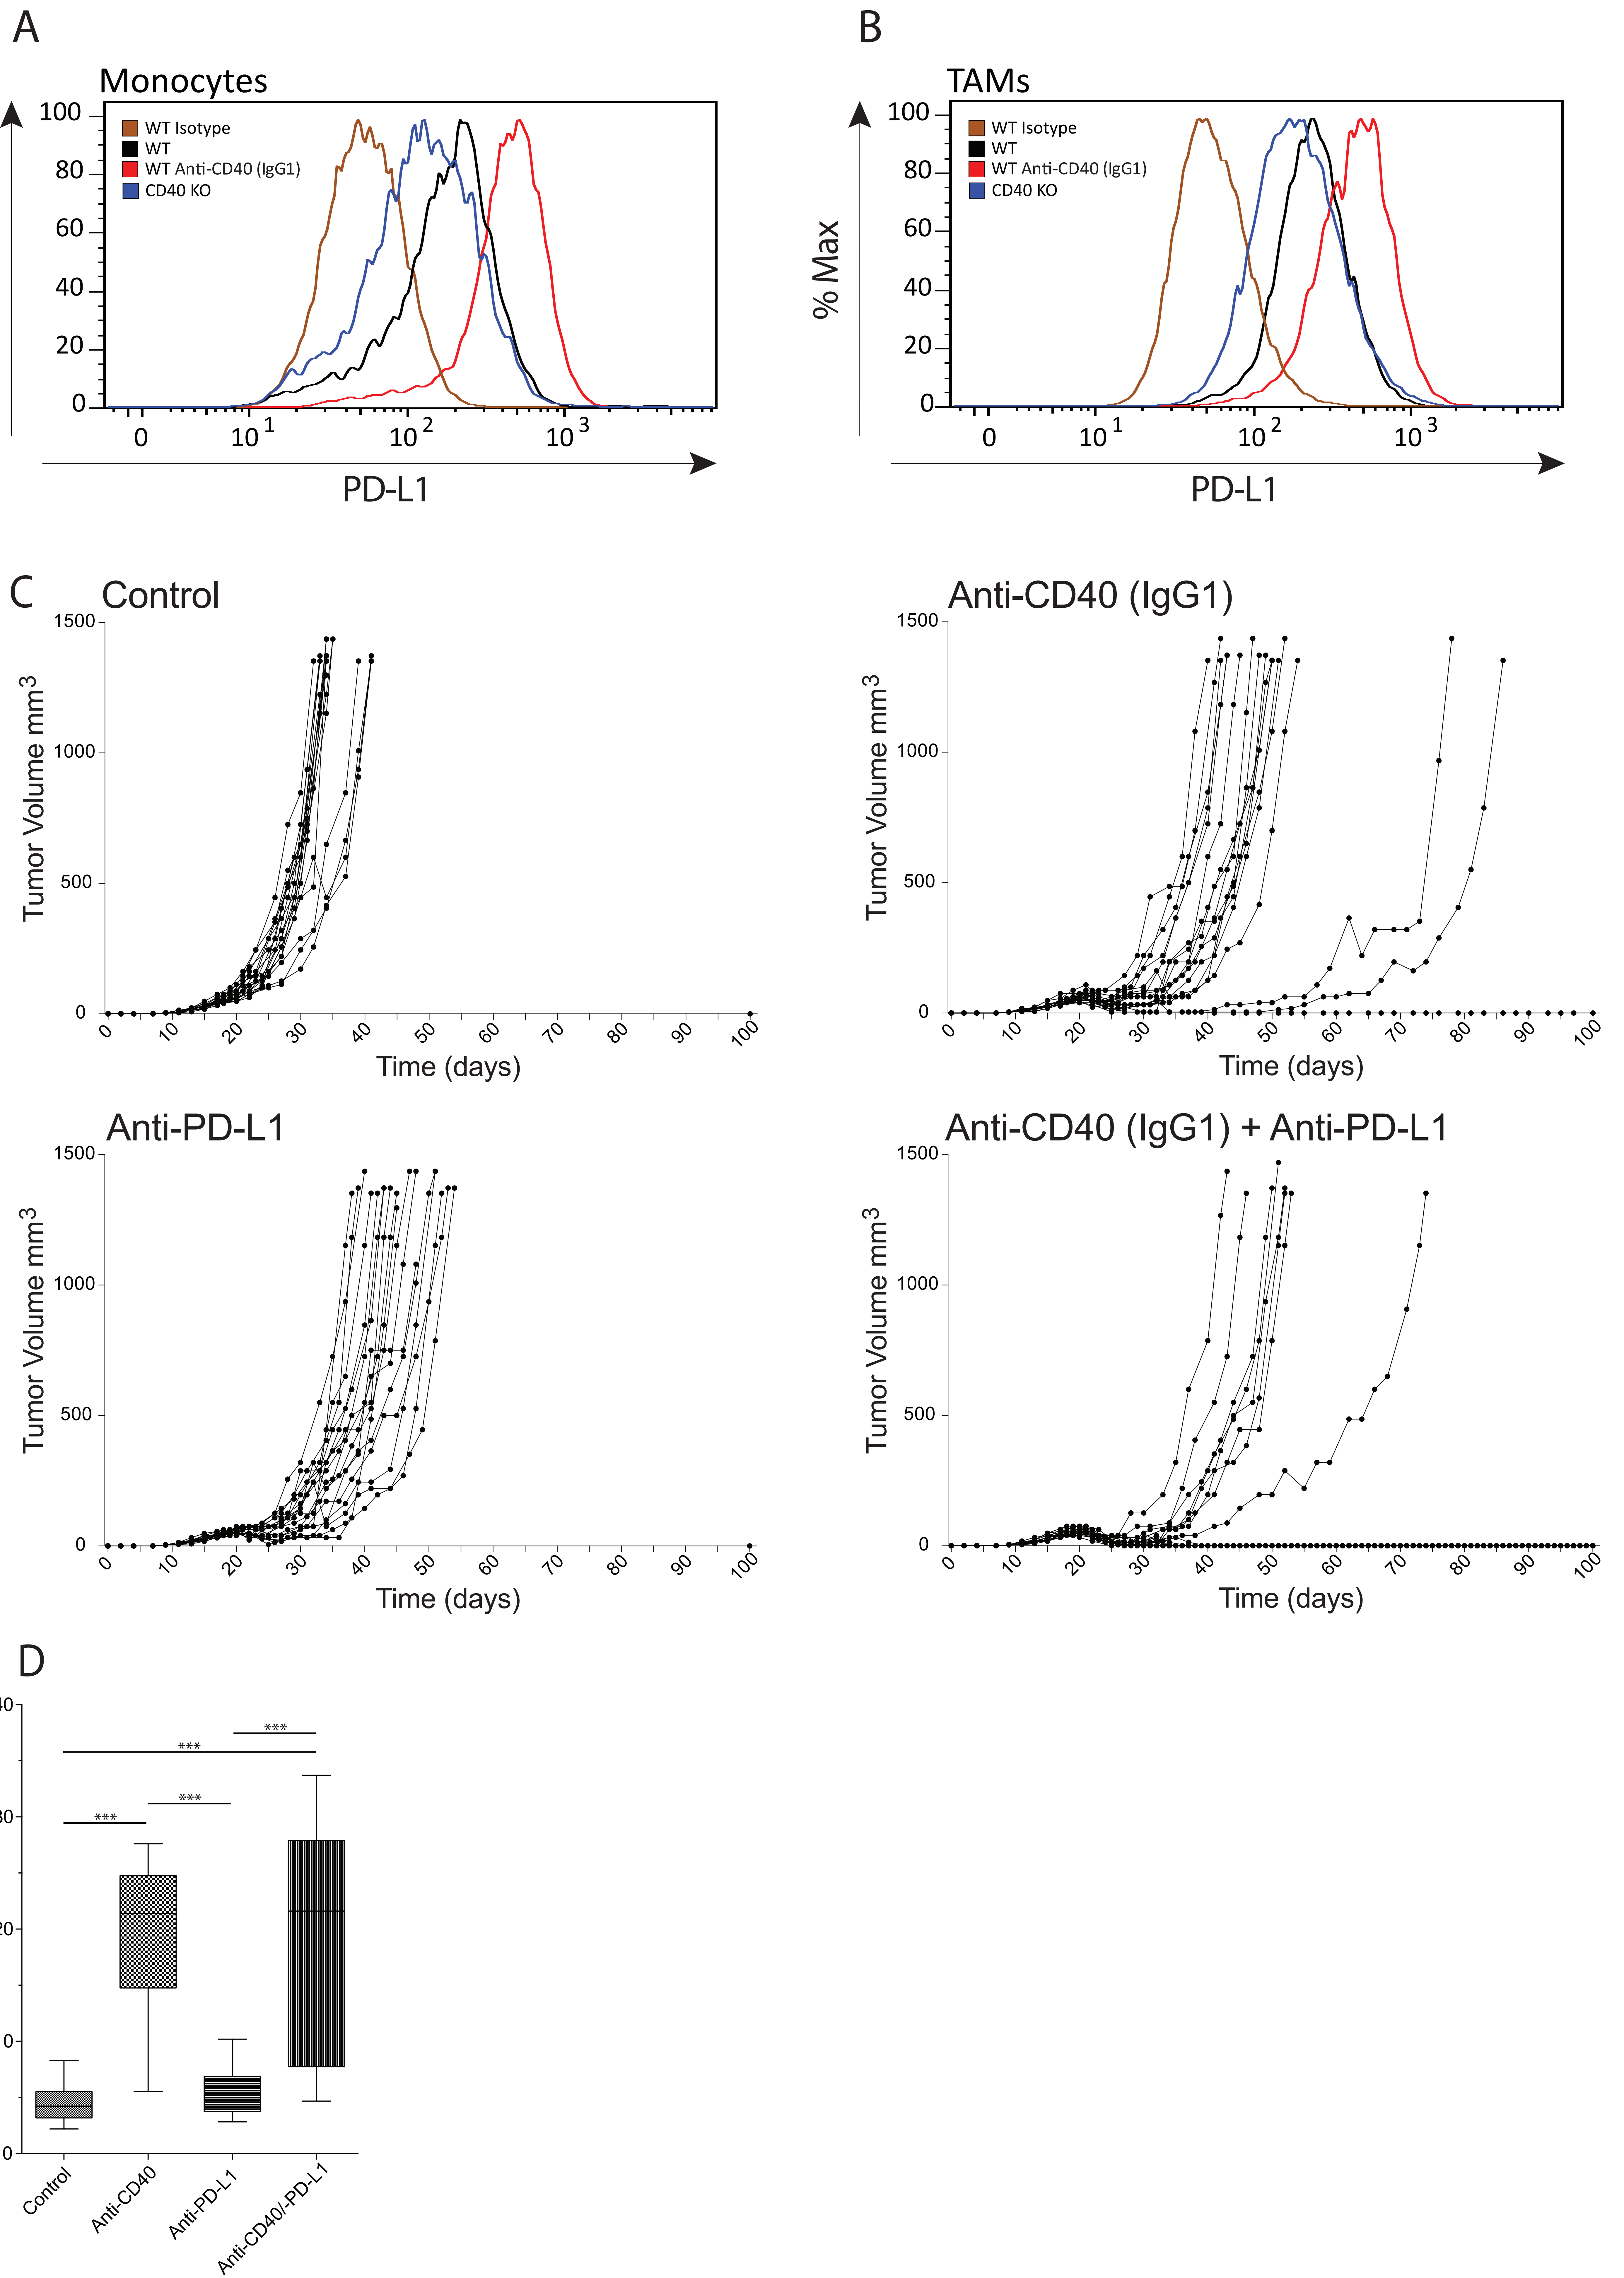 A
Monocytes
100
80
60
40
20
0
WT Isotype
WT
WT Anti-CD40 (IgG1)
CD40 KO
0 10 1 10 2 10 3
PD-L1
B
TAMs
% Max
100
80
60
40
20
0
WT Isotype
WT
WT Anti-CD40 (IgG1)
CD40 KO
0 10 1 10 2 10 3
PD-L1
C
Control
Tumor Volume mm3
1500
1000
500
0
0 10 20 30 40 50 60 70 80 90 100
Time (days)
Anti-CD40 (IgG1)
Tumor Volume mm3
1500
1000
500
0
0 10 20 30 40 50 60 70 80 90 100
Time (days)
Anti-PD-L1
Tumor Volume mm3
1500
1000
500
0
0 10 20 30 40 50 60 70 80 90 100
Time (days)
Anti-CD40 (IgG1) + Anti-PD-L1
Tumor Volume mm3
1500
1000
500
0
0 10 20 30 40 50 60 70 80 90 100
Time (days)
D
***
***
***
***
0
0
Control
Anti-CD40
Anti-PD-L1
Anti-CD40/-PD-L1